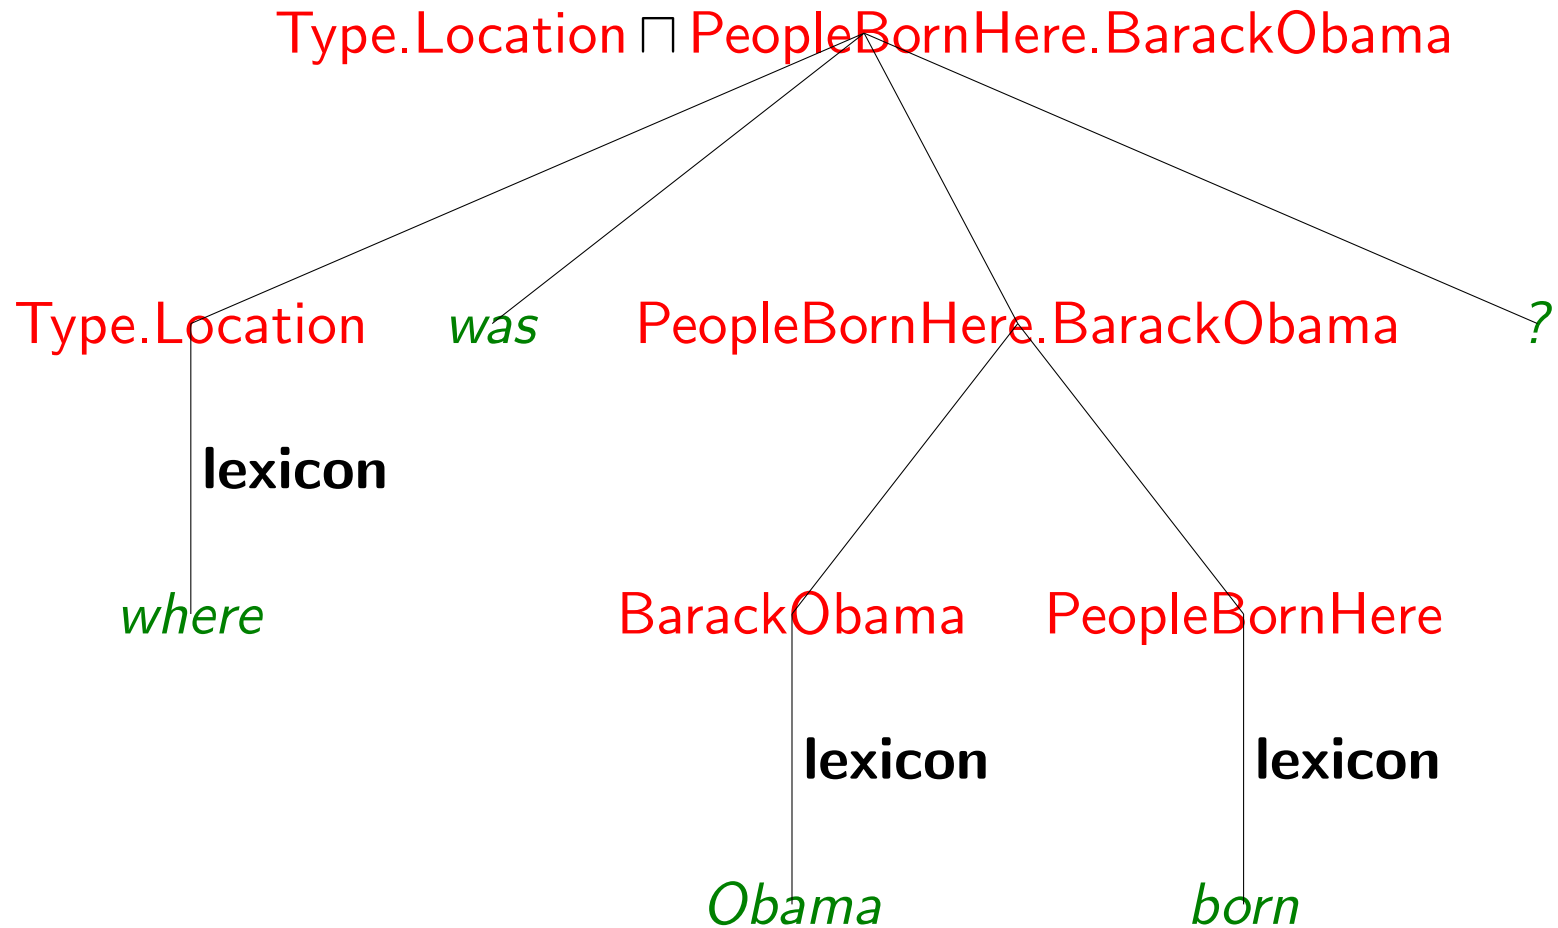 Type.Location ⊓ PeopleBornHere.BarackObama
Type.Location was PeopleBornHere.BarackObama ?
lexicon
where BarackObama PeopleBornHere
lexicon lexicon
Obama born